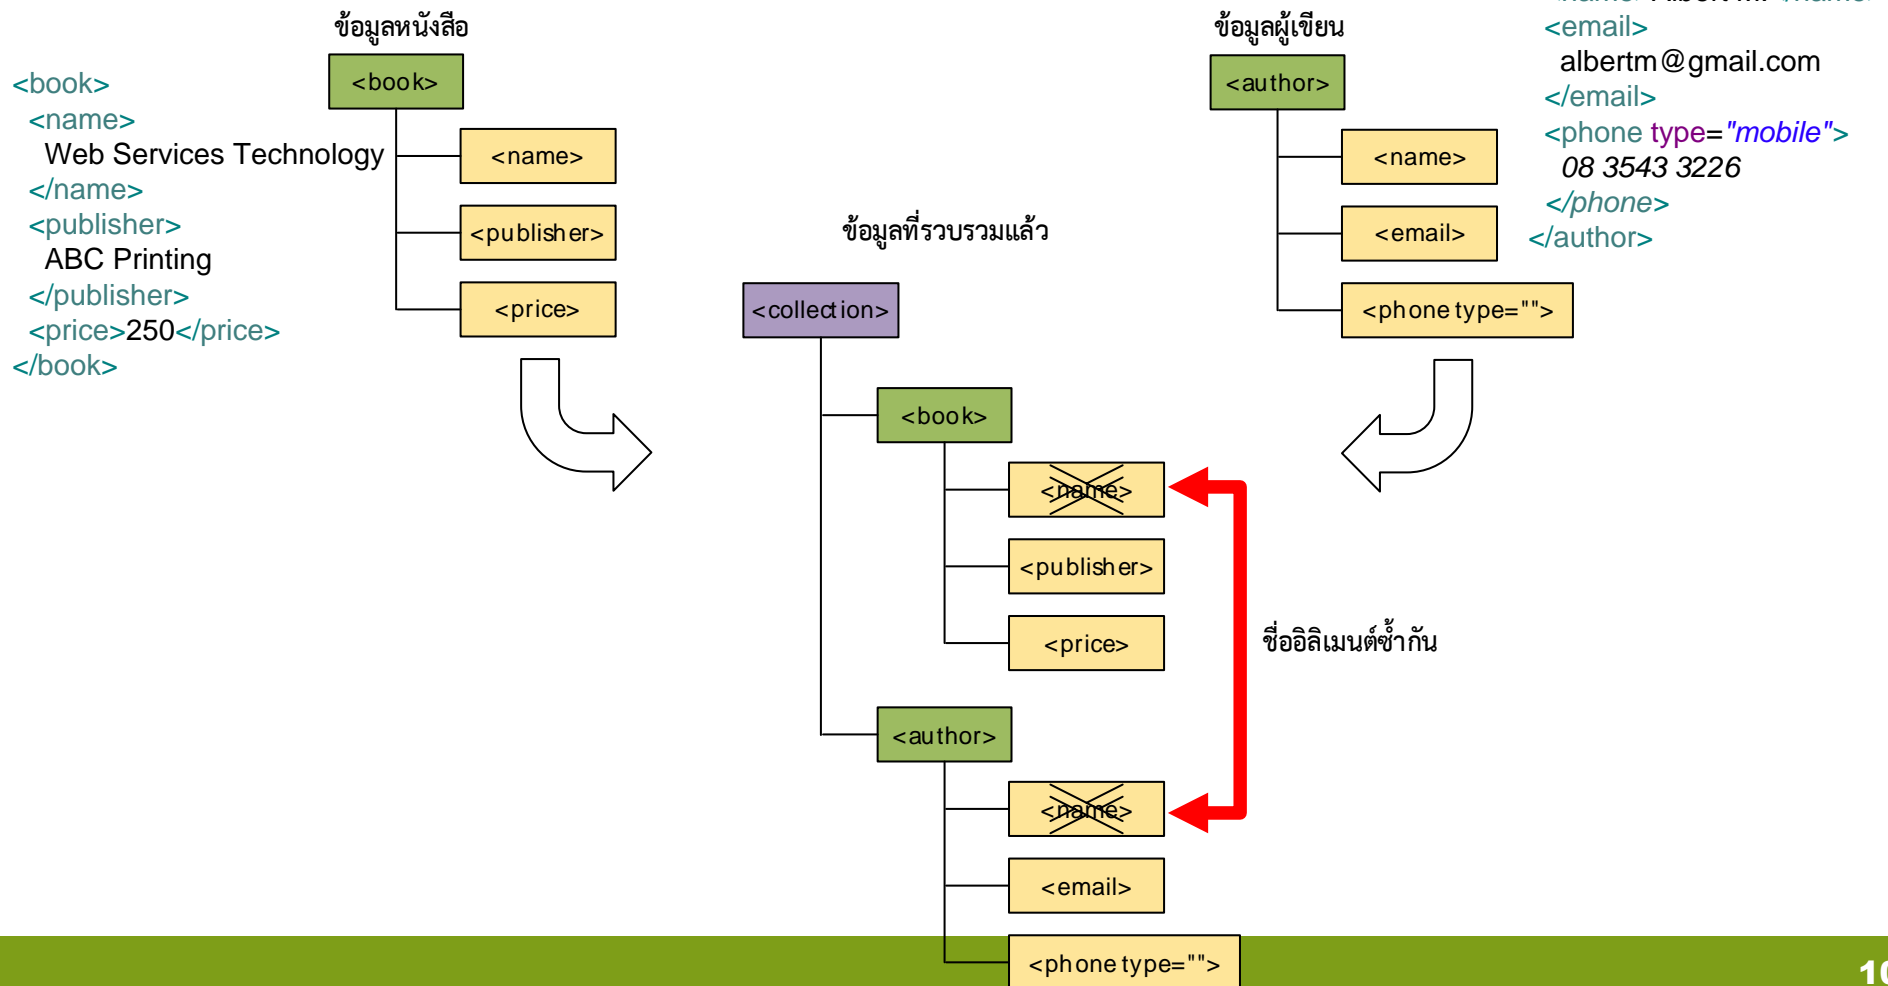 ข้อมูลหนังสือ
<book>
<name>
Web Services Technology
</name>
<publisher>
ABC Printing
</publisher>
<price>250</price>
</book>
<book>
<name>
<publisher>
<price>
ข้อมูลผู้เขียน
<author>
<name>
<email>
<phone type="">
<email>
albertm@gmail.com
</email>
<phone type="mobile">
08 3543 3226
</phone>
</author>
ข้อมูลที่รวบรวมแล้ว
<collection>
<book>
<name>
<publisher>
<price>
ชื่ออิลิเมนต์ซ้ำกัน
<author>
<name>
<email>
<phone type="">